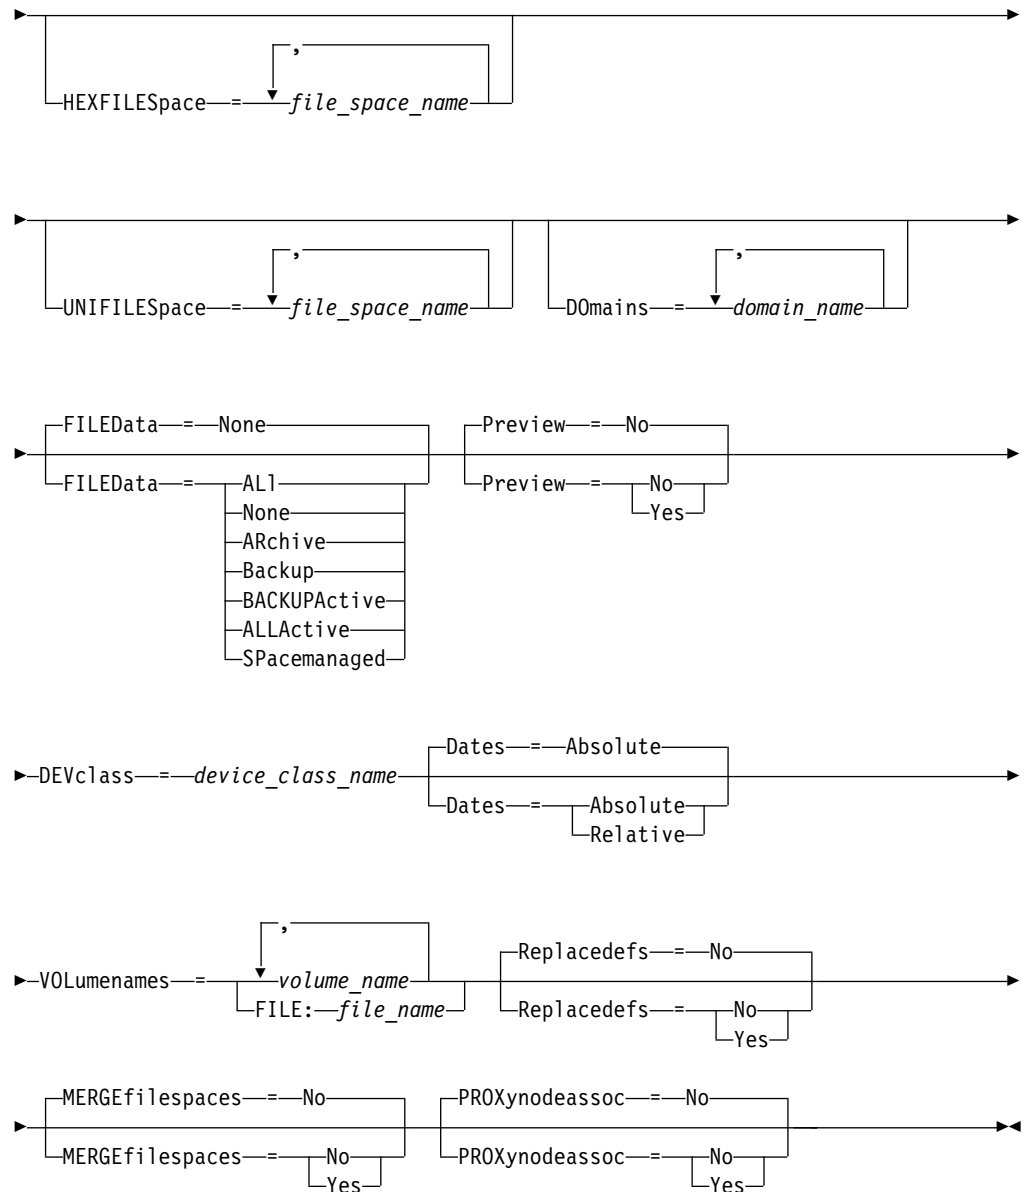 ,
HEXFILESpace = file_space_name
, ,
UNIFILESpace = file_space_name DOmains = domain_name
FILEData = None Preview = No
FILEData = ALl Preview = No
None Yes
ARchive
Backup
BACKUPActive
ALLActive
SPacemanaged
Dates = Absolute
DEVclass = device_class_name
Dates = Absolute
Relative
,
Replacedefs = No
VOLumenames = volume_name
FILE: file_name Replacedefs = No
Yes
MERGEfilespaces = No PROXynodeassoc = No
MERGEfilespaces = No PROXynodeassoc = No
Yes Yes